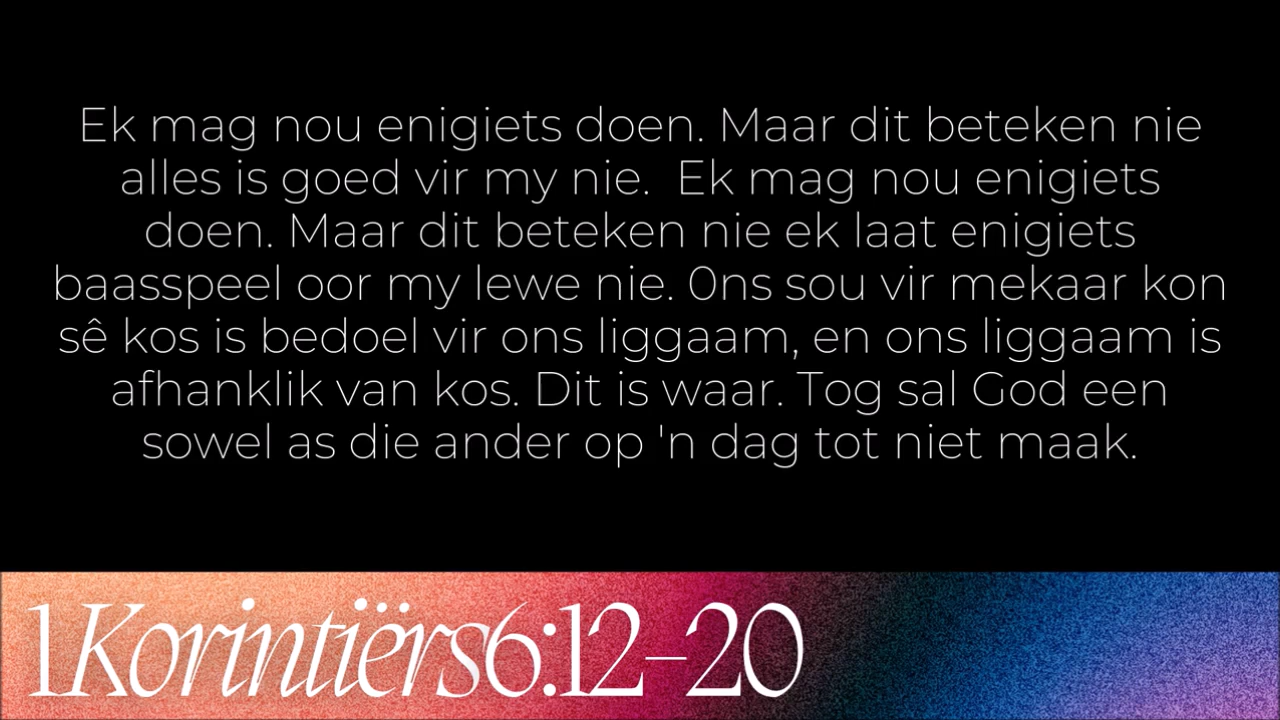 Ek mag nou enigiets doen. Maar dit beteken nie
alles is goed vir my nie.  Ek mag nou enigiets
doen. Maar dit beteken nie ek laat enigiets
baasspeel oor my lewe nie. 0ns sou vir mekaar kon
sê kos is bedoel vir ons liggaam, en ons liggaam is
afhanklik van kos. Dit is waar. Tog sal God een
sowel as die ander op 'n dag tot niet maak.
1 Korintiërs 6:12–20